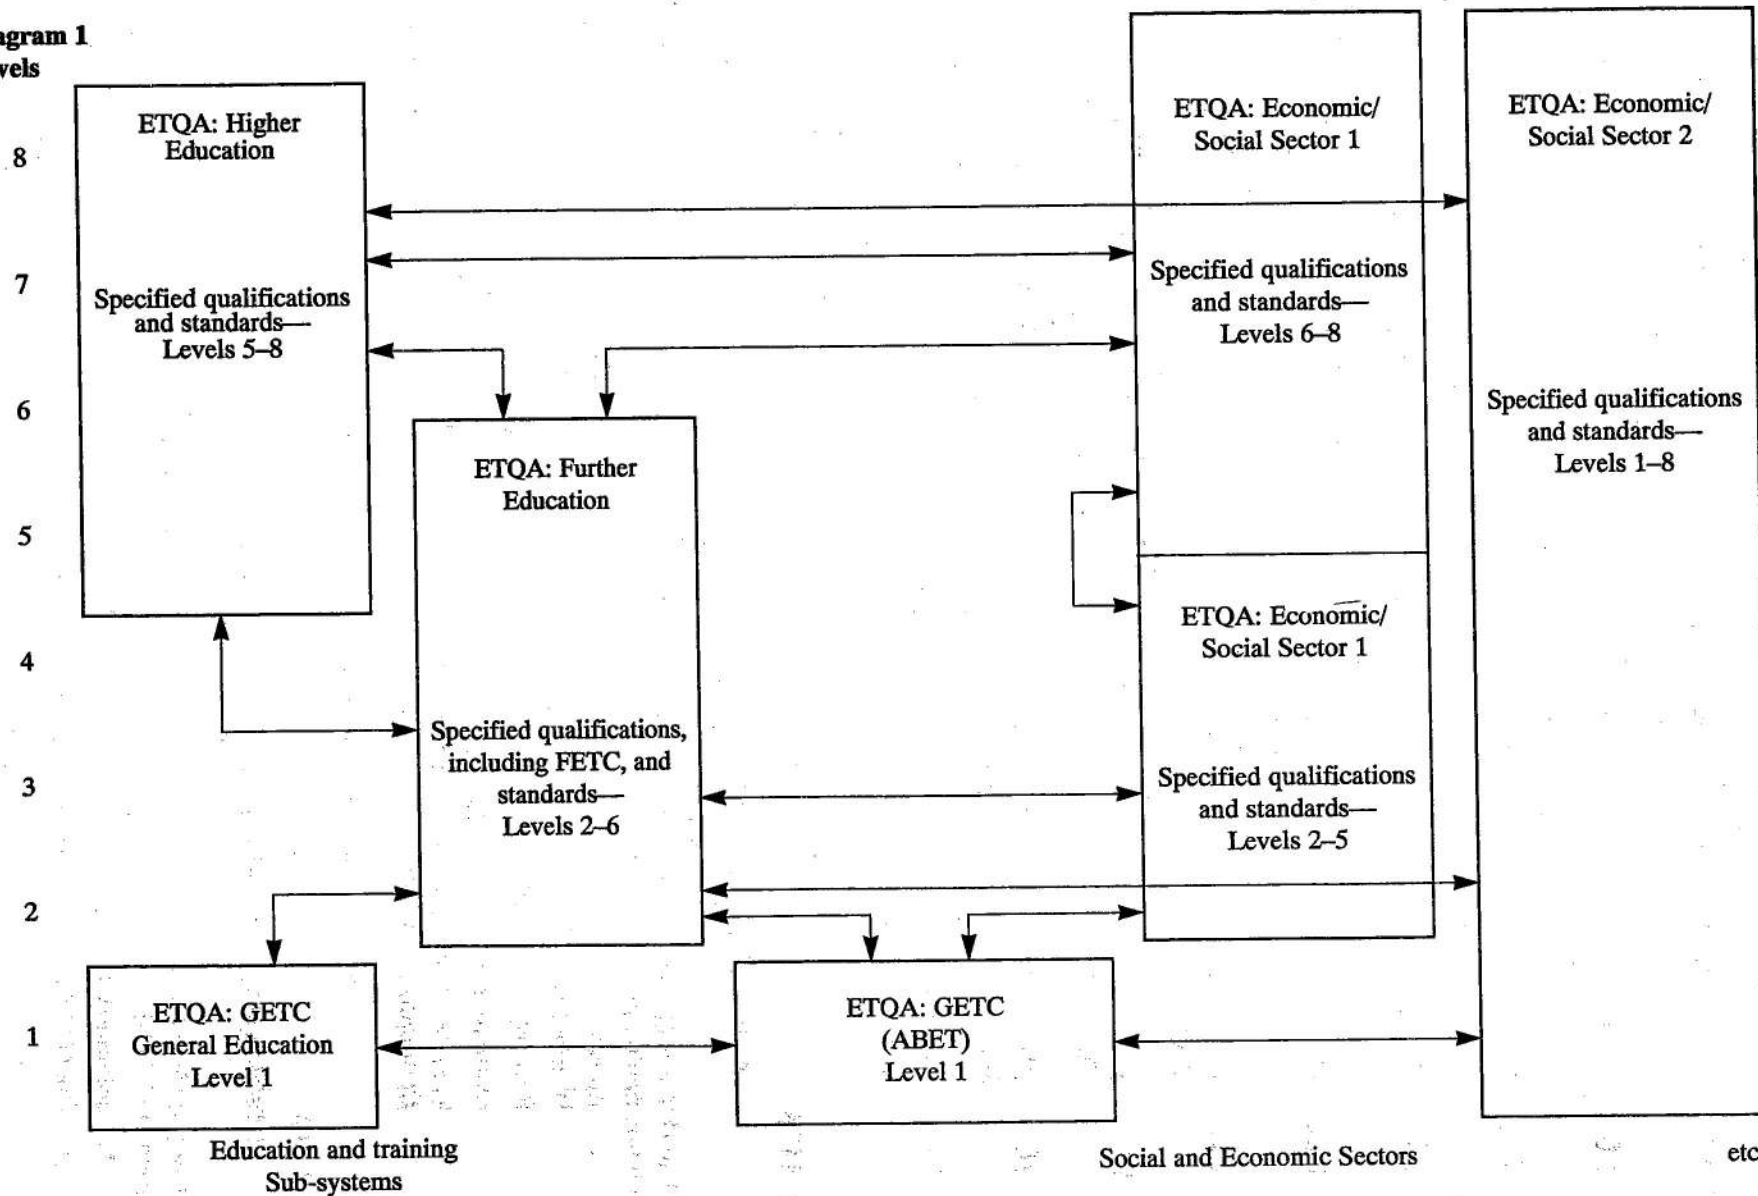 agram 1
vels
8
7
6
5
4
3
2
1
ETQA: Higher
Education
Specified qualifications
and standards—
Levels 5–8
ETQA: Further
Education
Specified qualifications,
including FETC, and
standards—
Levels 2–6
ETQA: GETC
General Education
Level 1
ETQA: GETC
(ABET)
Level 1
ETQA: Economic/
Social Sector 1
Specified qualifications
and standards—
Levels 6–8
ETQA: Economic/
Social Sector 1
Specified qualifications
and standards—
Levels 2–5
ETQA: Economic/
Social Sector 2
Specified qualifications
and standards—
Levels 1–8
Education and training
Sub-systems
Social and Economic Sectors
etc